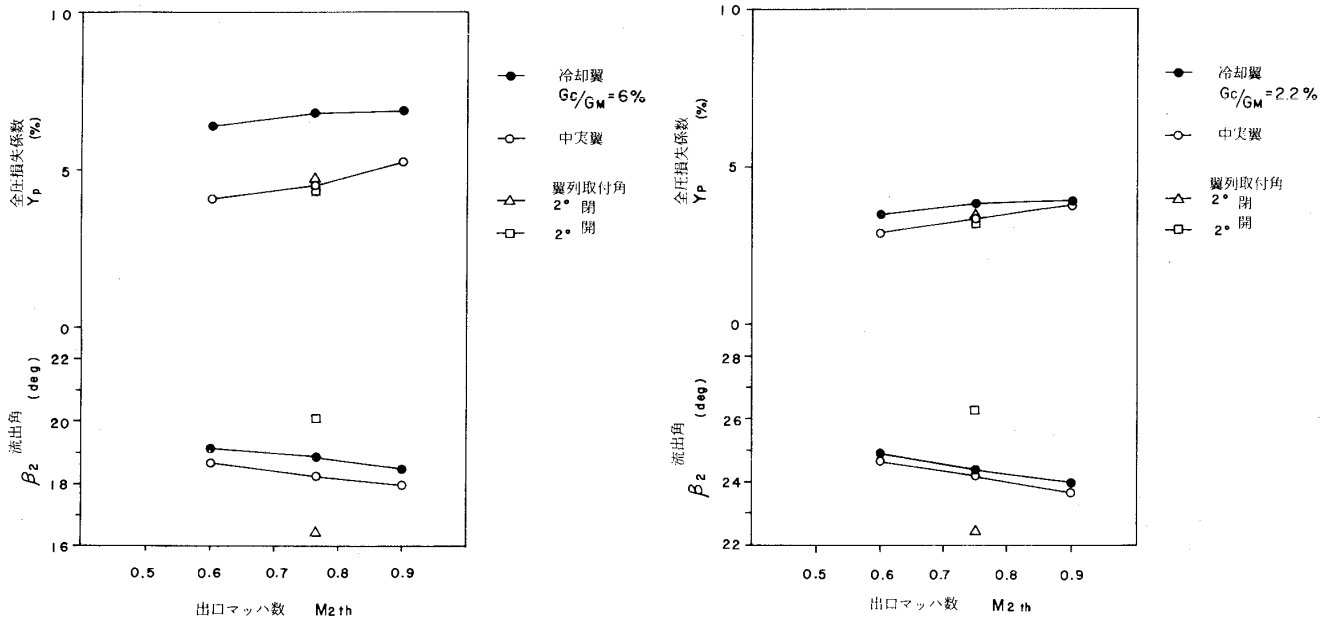 10
5
0
全圧損失係数
Yp (%)
22
20
18
16
流出角
β2 (deg)
0.5 0.6 0.7 0.8 0.9
出口マッハ数 M2th
冷却翼
Gc/GM=6%
中実翼
翼列取付角
2° 閉
2° 開
10
5
0
全圧損失係数
YP (%)
28
26
24
22
流出角
β2 (deg)
0.5 0.6 0.7 0.8 0.9
出口マッハ数 M2th
冷却翼
Gc/GM=2.2%
中実翼
翼列取付角
2° 閉
2° 開